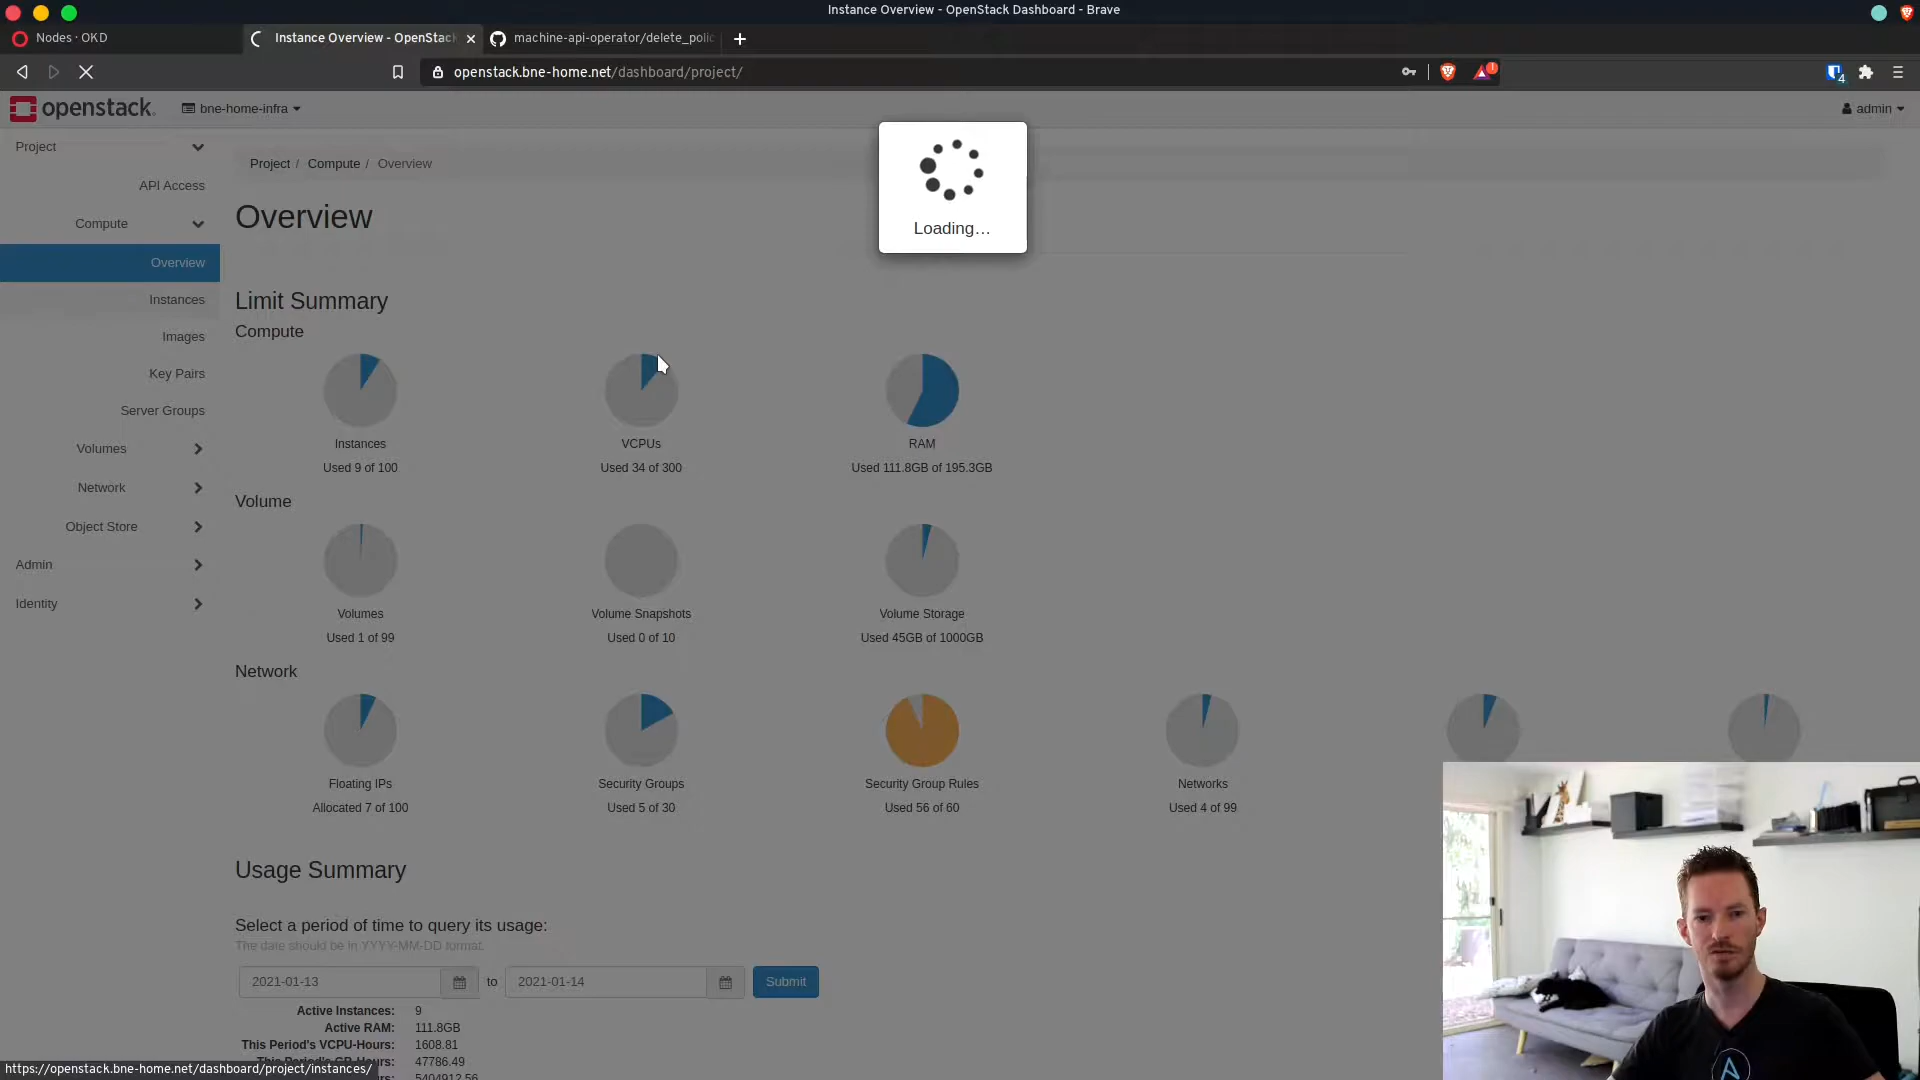 Instance Overview - OpenStack Dashboard - Brave
Nodes · OKD
Instance Overview - OpenStack
machine-api-operator/delete_polic
openstack.bne-home.net/dashboard/project/
1
4
openstack.
bne-home-infra
admin
Project
API Access
Compute
Overview
Instances
Images
Key Pairs
Server Groups
Volumes
Network
Object Store
Admin
Identity
Project / Compute / Overview
Overview
Loading…
Limit Summary
Compute
Instances
Used 9 of 100
VCPUs
Used 34 of 300
RAM
Used 111.8GB of 195.3GB
Volume
Volumes
Used 1 of 99
Volume Snapshots
Used 0 of 10
Volume Storage
Used 45GB of 1000GB
Network
Floating IPs
Allocated 7 of 100
Security Groups
Used 5 of 30
Security Group Rules
Used 56 of 60
Networks
Used 4 of 99
Usage Summary
Select a period of time to query its usage:
The date should be in YYYY-MM-DD format.
2021-01-13
to
2021-01-14
Submit
Active Instances: 9
Active RAM: 111.8GB
This Period's VCPU-Hours: 1608.81
This Period's GB-Hours: 47786.49
5404912.56
https://openstack.bne-home.net/dashboard/project/instances/